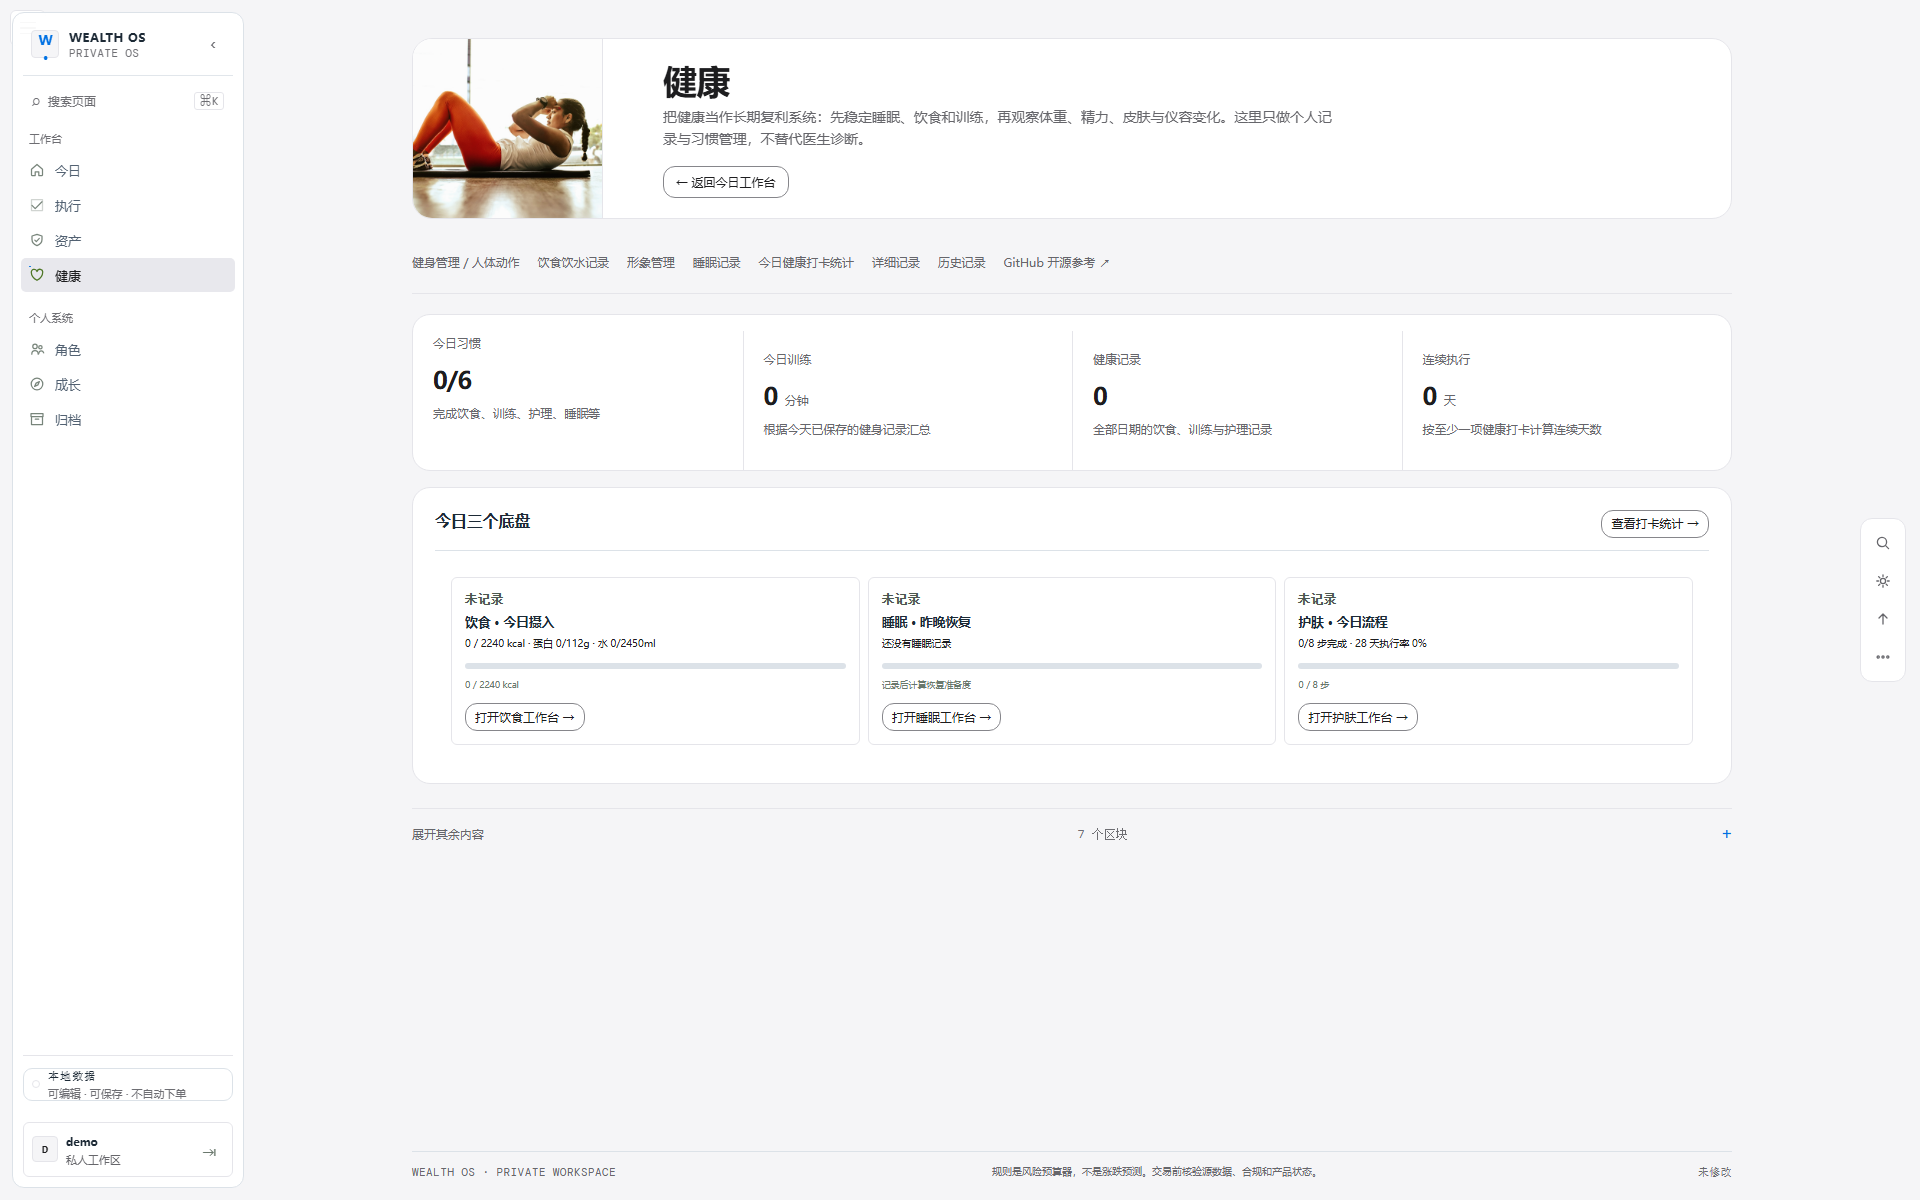 W
WEALTH OS
PRIVATE OS
‹
搜索页面
⌘K
工作台
今日
执行
资产
健康
个人系统
角色
成长
归档
本地数据
可编辑 · 可保存 · 不自动下单
D
demo
私人工作区
健康
把健康当作长期复利系统：先稳定睡眠、饮食和训练，再观察体重、精力、皮肤与仪容变化。这里只做个人记
录与习惯管理，不替代医生诊断。
← 返回今日工作台
健身管理 / 人体动作 饮食饮水记录 形象管理 睡眠记录 今日健康打卡统计 详细记录 历史记录 GitHub 开源参考 ↗
今日习惯
0/6
完成饮食、训练、护理、睡眠等
今日训练
0 分钟
根据今天已保存的健身记录汇总
健康记录
0
全部日期的饮食、训练与护理记录
连续执行
0 天
按至少一项健康打卡计算连续天数
今日三个底盘
查看打卡统计 →
未记录
饮食 • 今日摄入
0 / 2240 kcal · 蛋白 0/112g · 水 0/2450ml
0 / 2240 kcal
打开饮食工作台 →
未记录
睡眠 • 昨晚恢复
还没有睡眠记录
记录后计算恢复准备度
打开睡眠工作台 →
未记录
护肤 • 今日流程
0/8 步完成 · 28 天执行率 0%
0 / 8 步
打开护肤工作台 →
展开其余内容
7 个区块
+
WEALTH OS · PRIVATE WORKSPACE
规则是风险预算器，不是涨跌预测。交易前核验源数据、合规和产品状态。
未修改